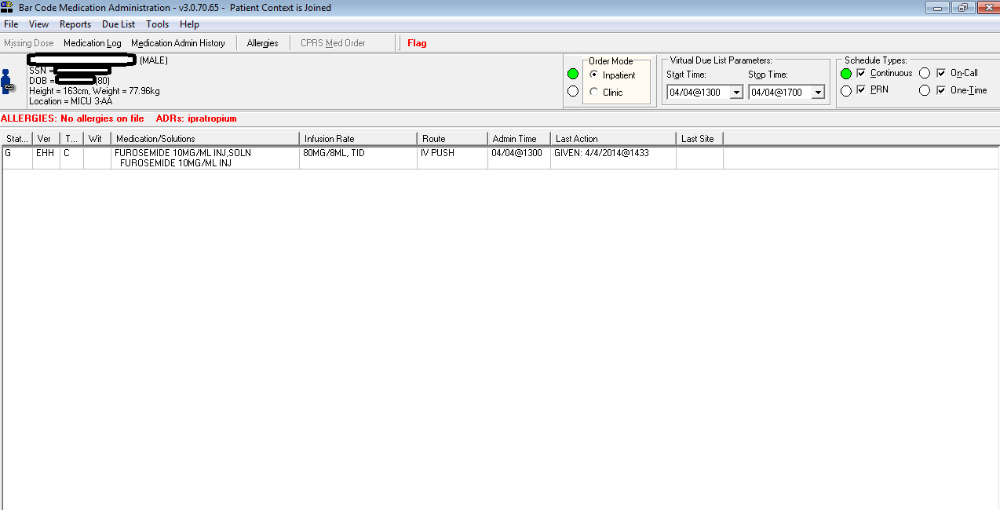 Bar Code Medication Administration - v3.0.70.65 - Patient Context is Joined
File View Reports Due List Tools Help
Missing Dose Medication Log Medication Admin History Allergies CPRS Med Order Flag
(MALE)
SSN =
DOB = (80)
Height = 163cm, Weight = 77.96kg
Location = MICU 3-AA
Order Mode
Inpatient
Clinic
Virtual Due List Parameters:
Start Time: Stop Time:
04/04@1300 04/04@1700
Schedule Types:
Continuous On-Call
PRN One-Time
ALLERGIES: No allergies on file ADRs: ipratropium
Stat... Ver T... Wit Medication/Solutions Infusion Rate Route Admin Time Last Action Last Site
G EHH C FUROSEMIDE 10MG/ML INJ,SOLN 80MG/8ML, TID IV PUSH 04/04@1300 GIVEN: 4/4/2014@1433
FUROSEMIDE 10MG/ML INJ